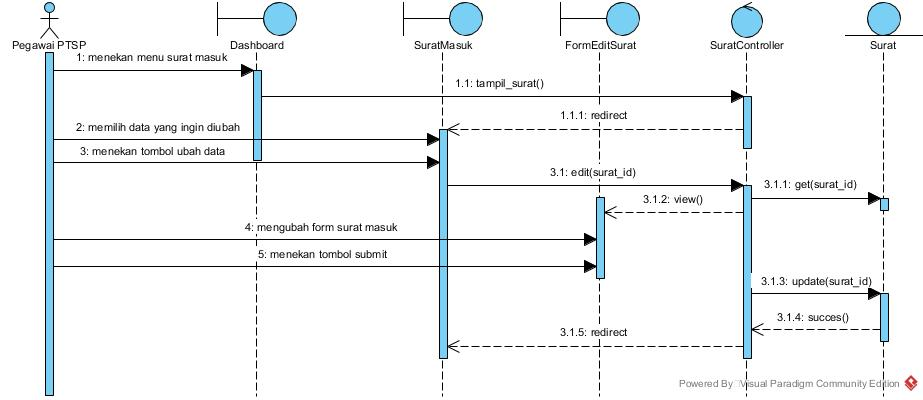 Pegawai PTSP
Dashboard
SuratMasuk
FormEditSurat
SuratController
Surat
1: menekan menu surat masuk
1.1: tampil_surat()
1.1.1: redirect
2: memilih data yang ingin diubah
3: menekan tombol ubah data
3.1: edit(surat_id)
3.1.1: get(surat_id)
3.1.2: view()
4: mengubah form surat masuk
5: menekan tombol submit
3.1.3: update(surat_id)
3.1.4: succes()
3.1.5: redirect
Powered By Visual Paradigm Community Edition